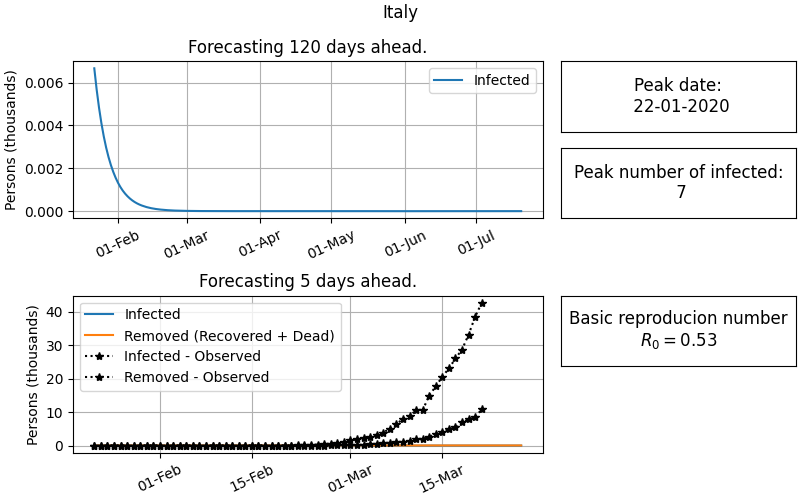 Italy
Forecasting 120 days ahead.
Persons (thousands)
0.006
0.004
0.002
0.000
Infected
01-Feb
01-Mar
01-Apr
01-May
01-Jun
01-Jul
Peak date:
22-01-2020
Peak number of infected:
7
Forecasting 5 days ahead.
Persons (thousands)
40
30
20
10
0
Infected
Removed (Recovered + Dead)
Infected - Observed
Removed - Observed
01-Feb
15-Feb
01-Mar
15-Mar
Basic reproducion number
R₀ = 0.53